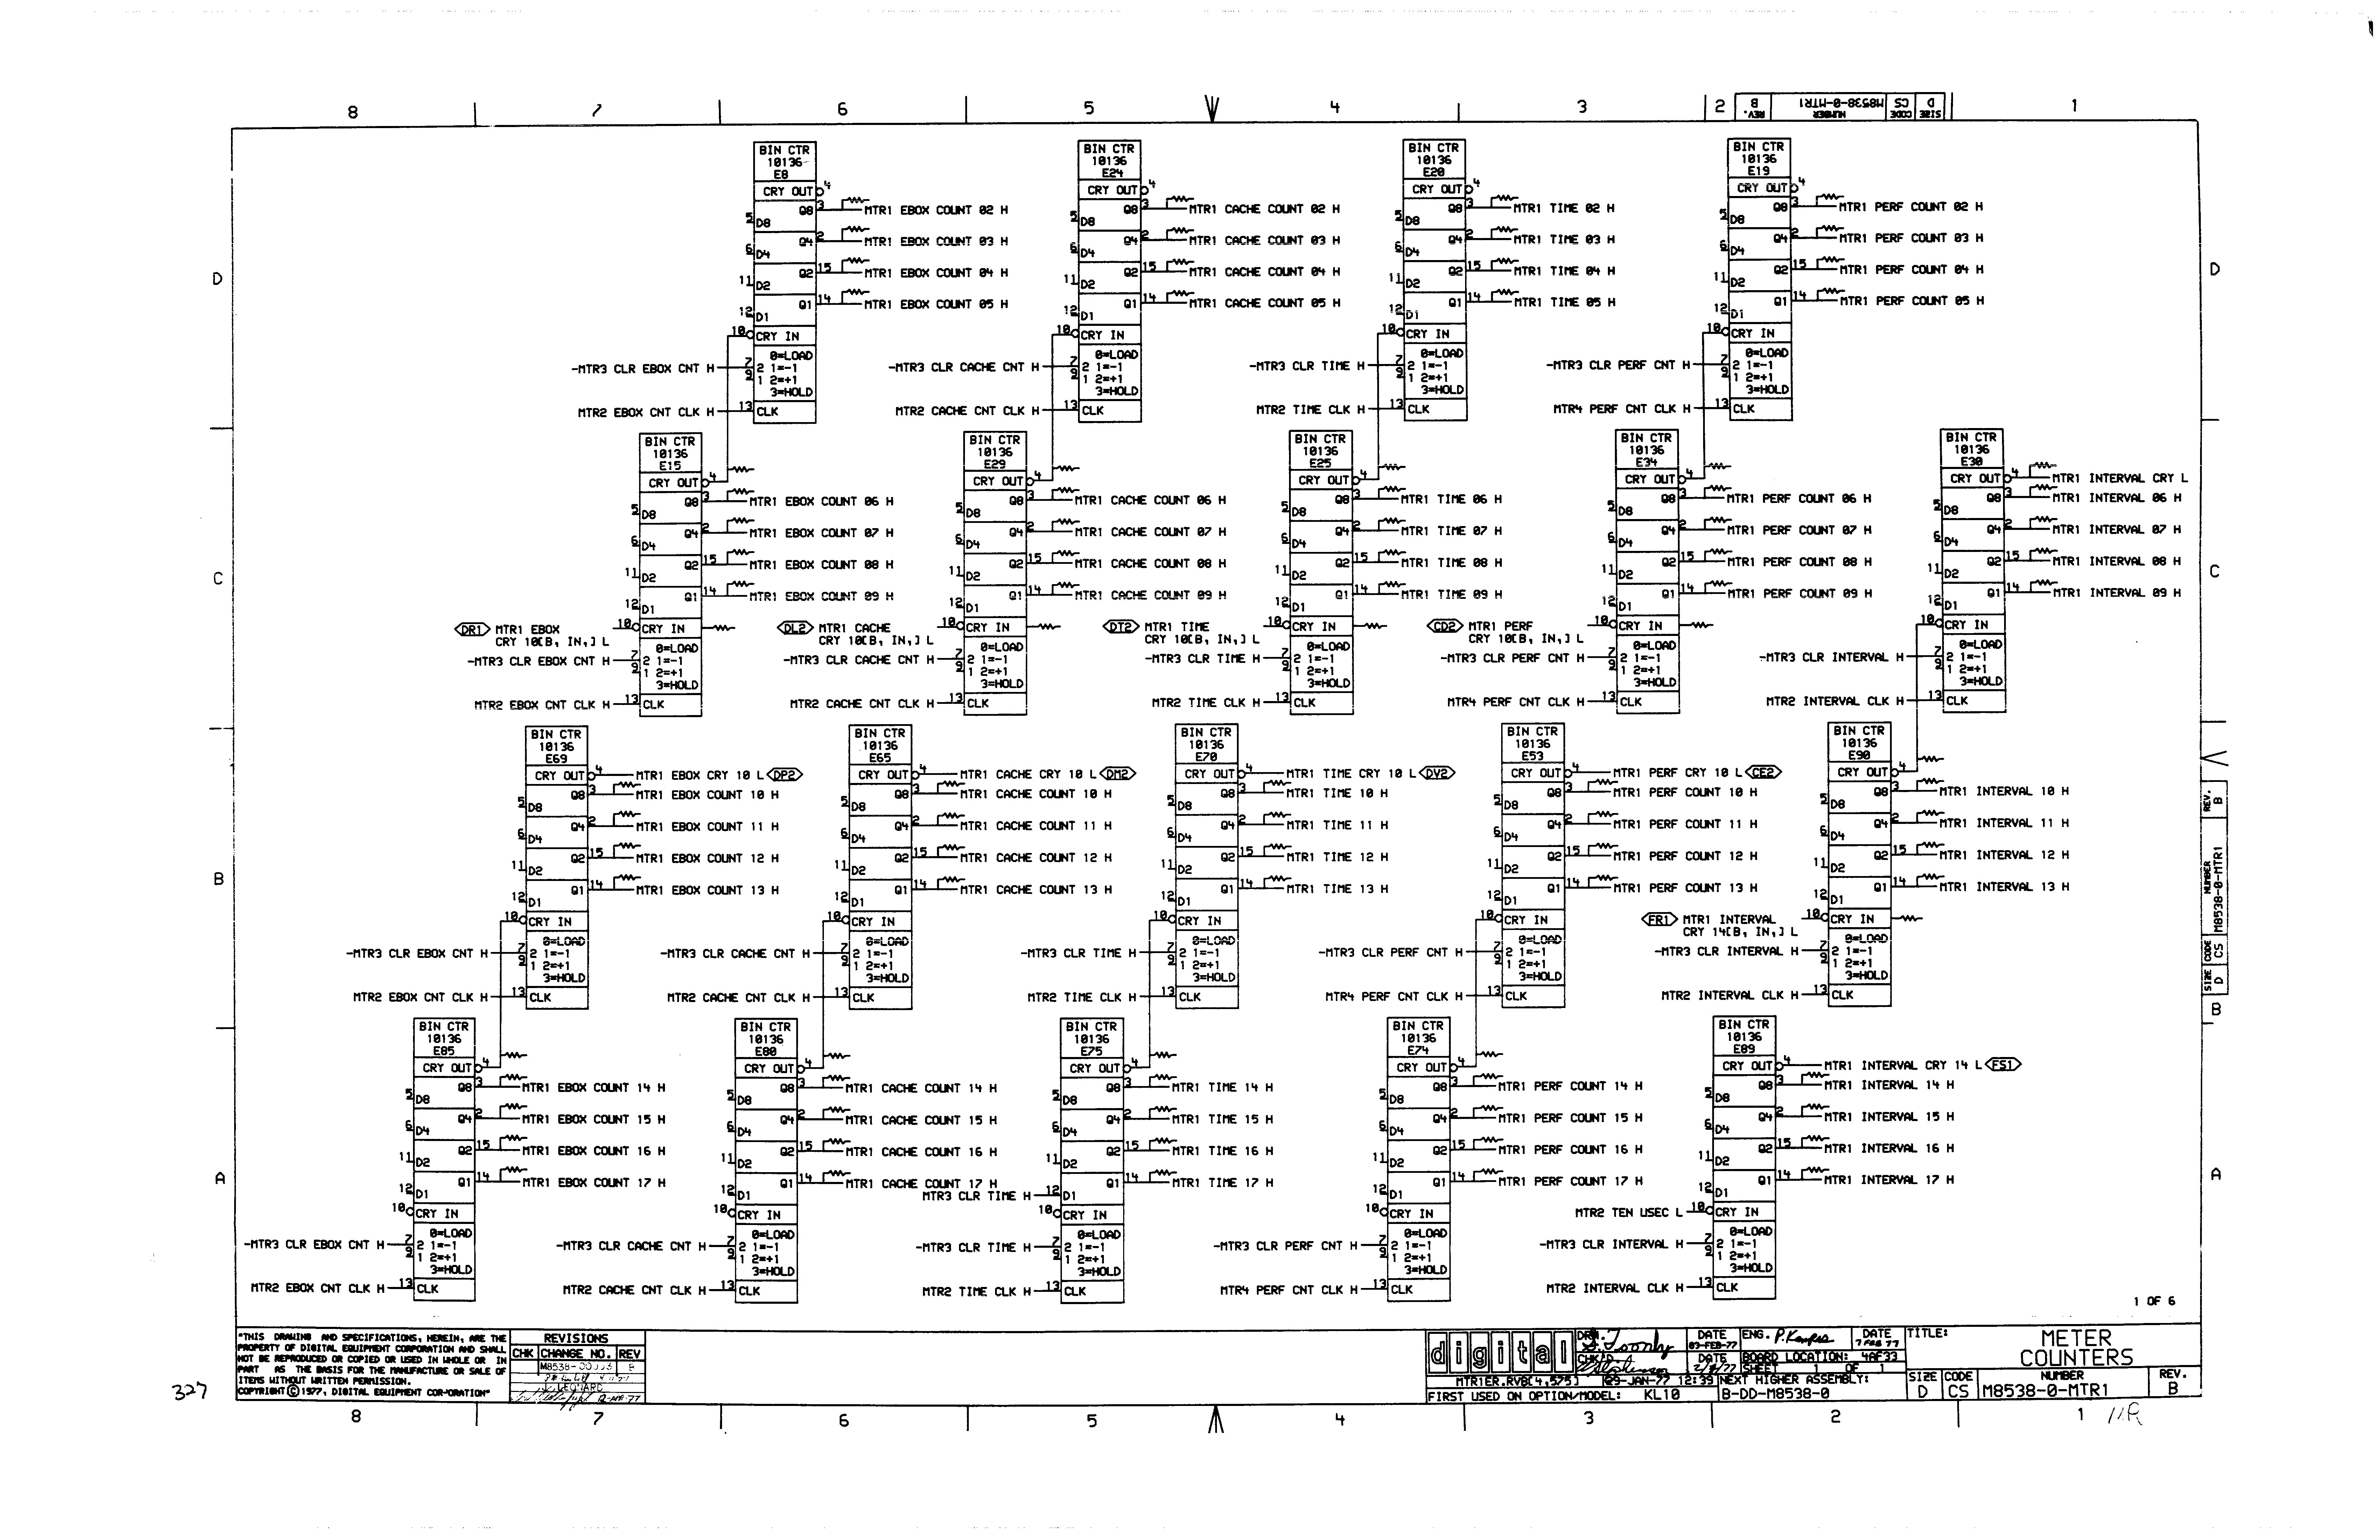 8 7 6 5 4 3 2 1
SIZE D CODE CS NUMBER M8538-0-MTR1 REV. B
D
BIN CTR
10136
E8
CRY OUT 4
Q8 3 MTR1 EBOX COUNT 02 H
5 D8
Q4 2 MTR1 EBOX COUNT 03 H
6 D4
Q2 15 MTR1 EBOX COUNT 04 H
11 D2
Q1 14 MTR1 EBOX COUNT 05 H
12 D1
10 CRY IN
0=LOAD
-MTR3 CLR EBOX CNT H 7 2 1=-1
9 1 2=+1
3=HOLD
MTR2 EBOX CNT CLK H 13 CLK
BIN CTR
10136
E24
CRY OUT 4
Q8 3 MTR1 CACHE COUNT 02 H
5 D8
Q4 2 MTR1 CACHE COUNT 03 H
6 D4
Q2 15 MTR1 CACHE COUNT 04 H
11 D2
Q1 14 MTR1 CACHE COUNT 05 H
12 D1
10 CRY IN
0=LOAD
-MTR3 CLR CACHE CNT H 7 2 1=-1
9 1 2=+1
3=HOLD
MTR2 CACHE CNT CLK H 13 CLK
BIN CTR
10136
E20
CRY OUT 4
Q8 3 MTR1 TIME 02 H
5 D8
Q4 2 MTR1 TIME 03 H
6 D4
Q2 15 MTR1 TIME 04 H
11 D2
Q1 14 MTR1 TIME 05 H
12 D1
10 CRY IN
0=LOAD
-MTR3 CLR TIME H 7 2 1=-1
9 1 2=+1
3=HOLD
MTR2 TIME CLK H 13 CLK
BIN CTR
10136
E19
CRY OUT 4
Q8 3 MTR1 PERF COUNT 02 H
5 D8
Q4 2 MTR1 PERF COUNT 03 H
6 D4
Q2 15 MTR1 PERF COUNT 04 H
11 D2
Q1 14 MTR1 PERF COUNT 05 H
12 D1
10 CRY IN
0=LOAD
-MTR3 CLR PERF CNT H 7 2 1=-1
9 1 2=+1
3=HOLD
MTR4 PERF CNT CLK H 13 CLK
D
C
BIN CTR
10136
E15
CRY OUT 4
Q8 3 MTR1 EBOX COUNT 06 H
5 D8
Q4 2 MTR1 EBOX COUNT 07 H
6 D4
Q2 15 MTR1 EBOX COUNT 08 H
11 D2
Q1 14 MTR1 EBOX COUNT 09 H
12 D1
DR1 MTR1 EBOX 10 CRY IN
CRY 10[B, IN,] L
0=LOAD
-MTR3 CLR EBOX CNT H 7 2 1=-1
9 1 2=+1
3=HOLD
MTR2 EBOX CNT CLK H 13 CLK
BIN CTR
10136
E29
CRY OUT 4
Q8 3 MTR1 CACHE COUNT 06 H
5 D8
Q4 2 MTR1 CACHE COUNT 07 H
6 D4
Q2 15 MTR1 CACHE COUNT 08 H
11 D2
Q1 14 MTR1 CACHE COUNT 09 H
12 D1
DL2 MTR1 CACHE 10 CRY IN
CRY 10[B, IN,] L
0=LOAD
-MTR3 CLR CACHE CNT H 7 2 1=-1
9 1 2=+1
3=HOLD
MTR2 CACHE CNT CLK H 13 CLK
BIN CTR
10136
E25
CRY OUT 4
Q8 3 MTR1 TIME 06 H
5 D8
Q4 2 MTR1 TIME 07 H
6 D4
Q2 15 MTR1 TIME 08 H
11 D2
Q1 14 MTR1 TIME 09 H
12 D1
DT2 MTR1 TIME 10 CRY IN
CRY 10[B, IN,] L
0=LOAD
-MTR3 CLR TIME H 7 2 1=-1
9 1 2=+1
3=HOLD
MTR2 TIME CLK H 13 CLK
BIN CTR
10136
E34
CRY OUT 4
Q8 3 MTR1 PERF COUNT 06 H
5 D8
Q4 2 MTR1 PERF COUNT 07 H
6 D4
Q2 15 MTR1 PERF COUNT 08 H
11 D2
Q1 14 MTR1 PERF COUNT 09 H
12 D1
CD2 MTR1 PERF 10 CRY IN
CRY 10[B, IN,] L
0=LOAD
-MTR3 CLR PERF CNT H 7 2 1=-1
9 1 2=+1
3=HOLD
MTR4 PERF CNT CLK H 13 CLK
BIN CTR
10136
E30
CRY OUT 4 MTR1 INTERVAL CRY L
Q8 3 MTR1 INTERVAL 06 H
5 D8
Q4 2 MTR1 INTERVAL 07 H
6 D4
Q2 15 MTR1 INTERVAL 08 H
11 D2
Q1 14 MTR1 INTERVAL 09 H
12 D1
10 CRY IN
0=LOAD
-MTR3 CLR INTERVAL H 7 2 1=-1
9 1 2=+1
3=HOLD
MTR2 INTERVAL CLK H 13 CLK
C
B
BIN CTR
10136
E69
CRY OUT 4 MTR1 EBOX CRY 10 L DP2
Q8 3 MTR1 EBOX COUNT 10 H
5 D8
Q4 2 MTR1 EBOX COUNT 11 H
6 D4
Q2 15 MTR1 EBOX COUNT 12 H
11 D2
Q1 14 MTR1 EBOX COUNT 13 H
12 D1
10 CRY IN
0=LOAD
-MTR3 CLR EBOX CNT H 7 2 1=-1
9 1 2=+1
3=HOLD
MTR2 EBOX CNT CLK H 13 CLK
BIN CTR
10136
E65
CRY OUT 4 MTR1 CACHE CRY 10 L DM2
Q8 3 MTR1 CACHE COUNT 10 H
5 D8
Q4 2 MTR1 CACHE COUNT 11 H
6 D4
Q2 15 MTR1 CACHE COUNT 12 H
11 D2
Q1 14 MTR1 CACHE COUNT 13 H
12 D1
10 CRY IN
0=LOAD
-MTR3 CLR CACHE CNT H 7 2 1=-1
9 1 2=+1
3=HOLD
MTR2 CACHE CNT CLK H 13 CLK
BIN CTR
10136
E70
CRY OUT 4 MTR1 TIME CRY 10 L DV2
Q8 3 MTR1 TIME 10 H
5 D8
Q4 2 MTR1 TIME 11 H
6 D4
Q2 15 MTR1 TIME 12 H
11 D2
Q1 14 MTR1 TIME 13 H
12 D1
10 CRY IN
0=LOAD
-MTR3 CLR TIME H 7 2 1=-1
9 1 2=+1
3=HOLD
MTR2 TIME CLK H 13 CLK
BIN CTR
10136
E53
CRY OUT 4 MTR1 PERF CRY 10 L CE2
Q8 3 MTR1 PERF COUNT 10 H
5 D8
Q4 2 MTR1 PERF COUNT 11 H
6 D4
Q2 15 MTR1 PERF COUNT 12 H
11 D2
Q1 14 MTR1 PERF COUNT 13 H
12 D1
10 CRY IN
0=LOAD
-MTR3 CLR PERF CNT H 7 2 1=-1
9 1 2=+1
3=HOLD
MTR4 PERF CNT CLK H 13 CLK
BIN CTR
10136
E90
CRY OUT 4
Q8 3 MTR1 INTERVAL 10 H
5 D8
Q4 2 MTR1 INTERVAL 11 H
6 D4
Q2 15 MTR1 INTERVAL 12 H
11 D2
Q1 14 MTR1 INTERVAL 13 H
12 D1
FR1 MTR1 INTERVAL 10 CRY IN
CRY 14[B, IN,] L
0=LOAD
-MTR3 CLR INTERVAL H 7 2 1=-1
9 1 2=+1
3=HOLD
MTR2 INTERVAL CLK H 13 CLK
SIZE D CODE CS NUMBER M8538-0-MTR1 REV. B
B
A
BIN CTR
10136
E85
CRY OUT 4
Q8 3 MTR1 EBOX COUNT 14 H
5 D8
Q4 2 MTR1 EBOX COUNT 15 H
6 D4
Q2 15 MTR1 EBOX COUNT 16 H
11 D2
Q1 14 MTR1 EBOX COUNT 17 H
12 D1
10 CRY IN
0=LOAD
-MTR3 CLR EBOX CNT H 7 2 1=-1
9 1 2=+1
3=HOLD
MTR2 EBOX CNT CLK H 13 CLK
BIN CTR
10136
E80
CRY OUT 4
Q8 3 MTR1 CACHE COUNT 14 H
5 D8
Q4 2 MTR1 CACHE COUNT 15 H
6 D4
Q2 15 MTR1 CACHE COUNT 16 H
11 D2
Q1 14 MTR1 CACHE COUNT 17 H
12 D1
10 CRY IN
0=LOAD
-MTR3 CLR CACHE CNT H 7 2 1=-1
9 1 2=+1
3=HOLD
MTR2 CACHE CNT CLK H 13 CLK
BIN CTR
10136
E75
CRY OUT 4
Q8 3 MTR1 TIME 14 H
5 D8
Q4 2 MTR1 TIME 15 H
6 D4
Q2 15 MTR1 TIME 16 H
11 D2
Q1 14 MTR1 TIME 17 H
MTR3 CLR TIME H 12 D1
10 CRY IN
0=LOAD
-MTR3 CLR TIME H 7 2 1=-1
9 1 2=+1
3=HOLD
MTR2 TIME CLK H 13 CLK
BIN CTR
10136
E74
CRY OUT 4
Q8 3 MTR1 PERF COUNT 14 H
5 D8
Q4 2 MTR1 PERF COUNT 15 H
6 D4
Q2 15 MTR1 PERF COUNT 16 H
11 D2
Q1 14 MTR1 PERF COUNT 17 H
12 D1
10 CRY IN
0=LOAD
-MTR3 CLR PERF CNT H 7 2 1=-1
9 1 2=+1
3=HOLD
MTR4 PERF CNT CLK H 13 CLK
BIN CTR
10136
E89
CRY OUT 4 MTR1 INTERVAL CRY 14 L FS1
Q8 3 MTR1 INTERVAL 14 H
5 D8
Q4 2 MTR1 INTERVAL 15 H
6 D4
Q2 15 MTR1 INTERVAL 16 H
11 D2
Q1 14 MTR1 INTERVAL 17 H
12 D1
MTR2 TEN USEC L 10 CRY IN
0=LOAD
-MTR3 CLR INTERVAL H 7 2 1=-1
9 1 2=+1
3=HOLD
MTR2 INTERVAL CLK H 13 CLK
A
1 OF 6
"THIS DRAWING AND SPECIFICATIONS, HEREIN, ARE THE
PROPERTY OF DIGITAL EQUIPMENT CORPORATION AND SHALL
NOT BE REPRODUCED OR COPIED OR USED IN WHOLE OR IN
PART AS THE BASIS FOR THE MANUFACTURE OR SALE OF
ITEMS WITHOUT WRITTEN PERMISSION.
COPYRIGHT © 1977, DIGITAL EQUIPMENT CORPORATION"
REVISIONS
CHK CHANGE NO. REV
M8538- B
LEONARD
digital
DRN.
DATE 03-FEB-77
ENG. P. Kempes
DATE 7 FEB 77
CHK'D
DATE
BOARD LOCATION: 4AF33
SHEET 1 OF 1
MTR1ER.RVB[4,575] 29-JAN-77 12:39
NEXT HIGHER ASSEMBLY:
FIRST USED ON OPTION/MODEL: KL10
B-DD-M8538-0
TITLE:
METER
COUNTERS
SIZE D CODE CS NUMBER M8538-0-MTR1 REV. B
327
8 7 6 5 4 3 2 1